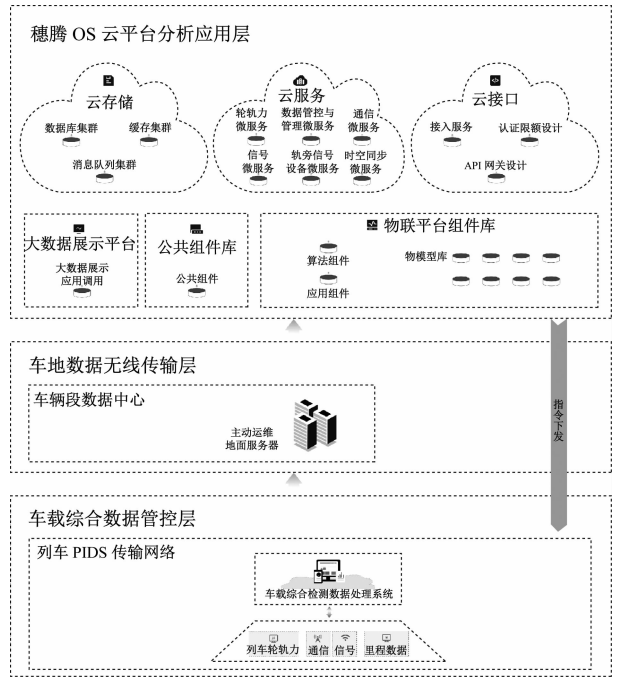 穗腾 OS 云平台分析应用层
云存储
数据库集群
缓存集群
消息队列集群
云服务
轮轨力
微服务
数据管控与
管理微服务
通信
微服务
信号
微服务
轨旁信号
设备微服务
时空同步
微服务
云接口
接入服务
认证限额设计
API 网关设计
大数据展示平台
大数据展示
应用调用
公共组件库
公共组件
物联平台组件库
算法组件
应用组件
物模型库
车地数据无线传输层
车辆段数据中心
主动运维
地面服务器
指令下发
车载综合数据管控层
列车 PIDS 传输网络
车载综合检测数据处理系统
列车轮轨力
通信
信号
里程数据